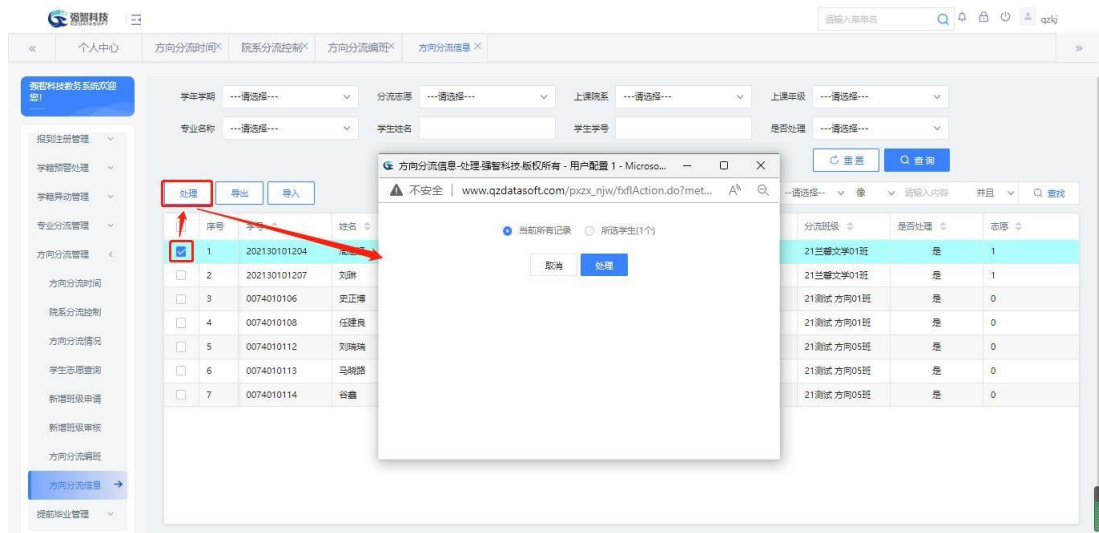 强智科技
QZDATASOFT
请输入菜单名
qzkj
« 个人中心 方向分流时间× 院系分流控制× 方向分流编班× 方向分流信息 × »
强智科技教务系统欢迎
您!
报到注册管理
学籍预警处理
学籍异动管理
专业分流管理
方向分流管理
方向分流时间
院系分流控制
方向分流情况
学生志愿查询
新增班级申请
新增班级审核
方向分流编班
方向分流信息 →
提前毕业管理
学年学期 ---请选择--- 分流志愿 ---请选择--- 上课院系 ---请选择--- 上课年级 ---请选择---
专业名称 ---请选择--- 学生姓名 学生学号 是否处理 ---请选择---
重置 查询
处理 导出 导入 --请选择-- 像 请输入内容 并且 查找
序号 学号 姓名 分流班级 是否处理 志愿
1 202130101204 21兰馨文学01班 是 1
2 202130101207 刘琳 21兰馨文学01班 是 1
3 0074010106 史正博 21测试 方向01班 是 0
4 0074010108 任建良 21测试 方向01班 是 0
5 0074010112 刘瑞瑞 21测试 方向05班 是 0
6 0074010113 马晓路 21测试 方向05班 是 0
7 0074010114 谷鑫 21测试 方向05班 是 0
方向分流信息-处理-强智科技-版权所有 - 用户配置 1 - Microso...
不安全 | www.qzdatasoft.com/pxzx_njw/fxflAction.do?met...
当前所有记录 所选学生(1个)
取消 处理